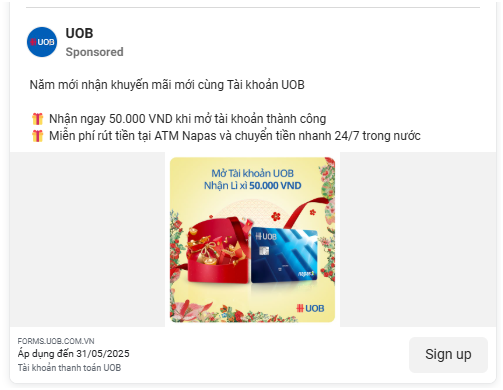 UOB
UOB
Sponsored
Năm mới nhận khuyến mãi mới cùng Tài khoản UOB
🎁 Nhận ngay 50.000 VND khi mở tài khoản thành công
🎁 Miễn phí rút tiền tại ATM Napas và chuyển tiền nhanh 24/7 trong nước
Mở Tài khoản UOB
Nhận Lì xì 50.000 VND
UOB
napas
UOB
FORMS.UOB.COM.VN
Áp dụng đến 31/05/2025
Tài khoản thanh toán UOB
Sign up